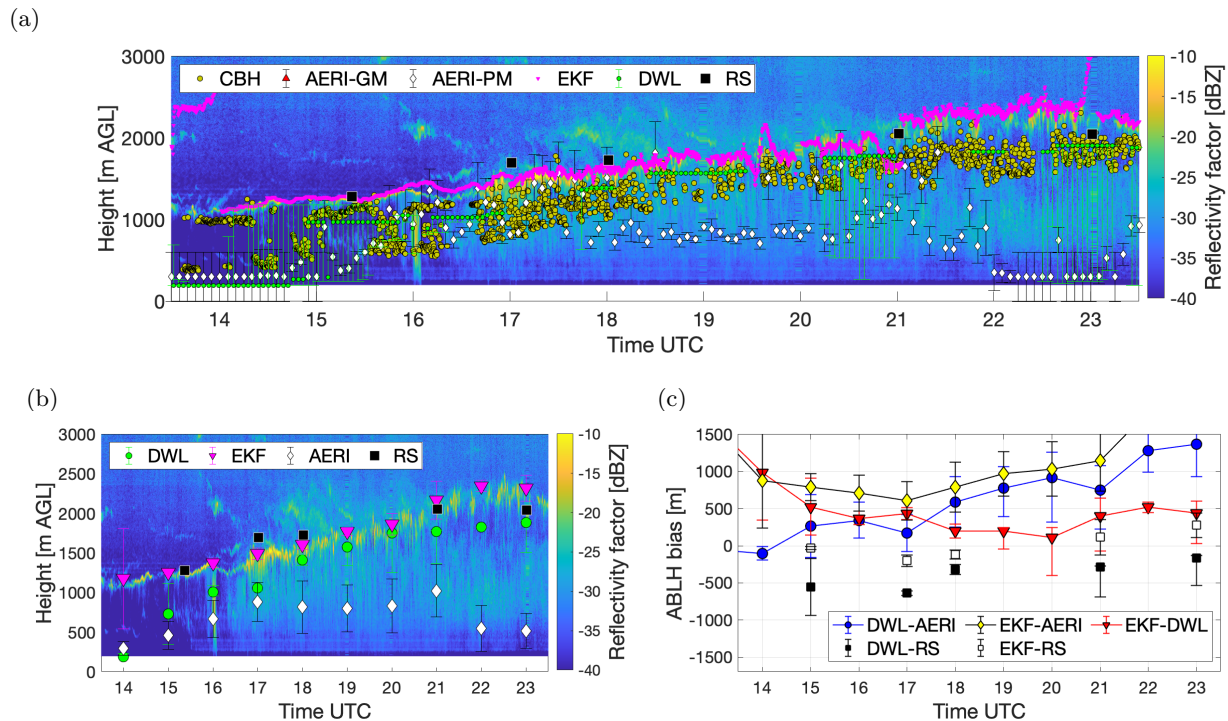 (a)
3000
2000
1000
0
Height [m AGL]
CBH AERI-GM AERI-PM EKF DWL RS
14 15 16 17 18 19 20 21 22 23
Time UTC
-10
-15
-20
-25
-30
-35
-40
Reflectivity factor [dBZ]
(b)
3000
2500
2000
1500
1000
500
0
Height [m AGL]
DWL EKF AERI RS
14 15 16 17 18 19 20 21 22 23
Time UTC
-10
-15
-20
-25
-30
-35
-40
Reflectivity factor [dBZ]
(c)
1500
1000
500
0
-500
-1000
-1500
ABLH bias [m]
DWL-AERI EKF-AERI EKF-DWL
DWL-RS EKF-RS
14 15 16 17 18 19 20 21 22 23
Time UTC